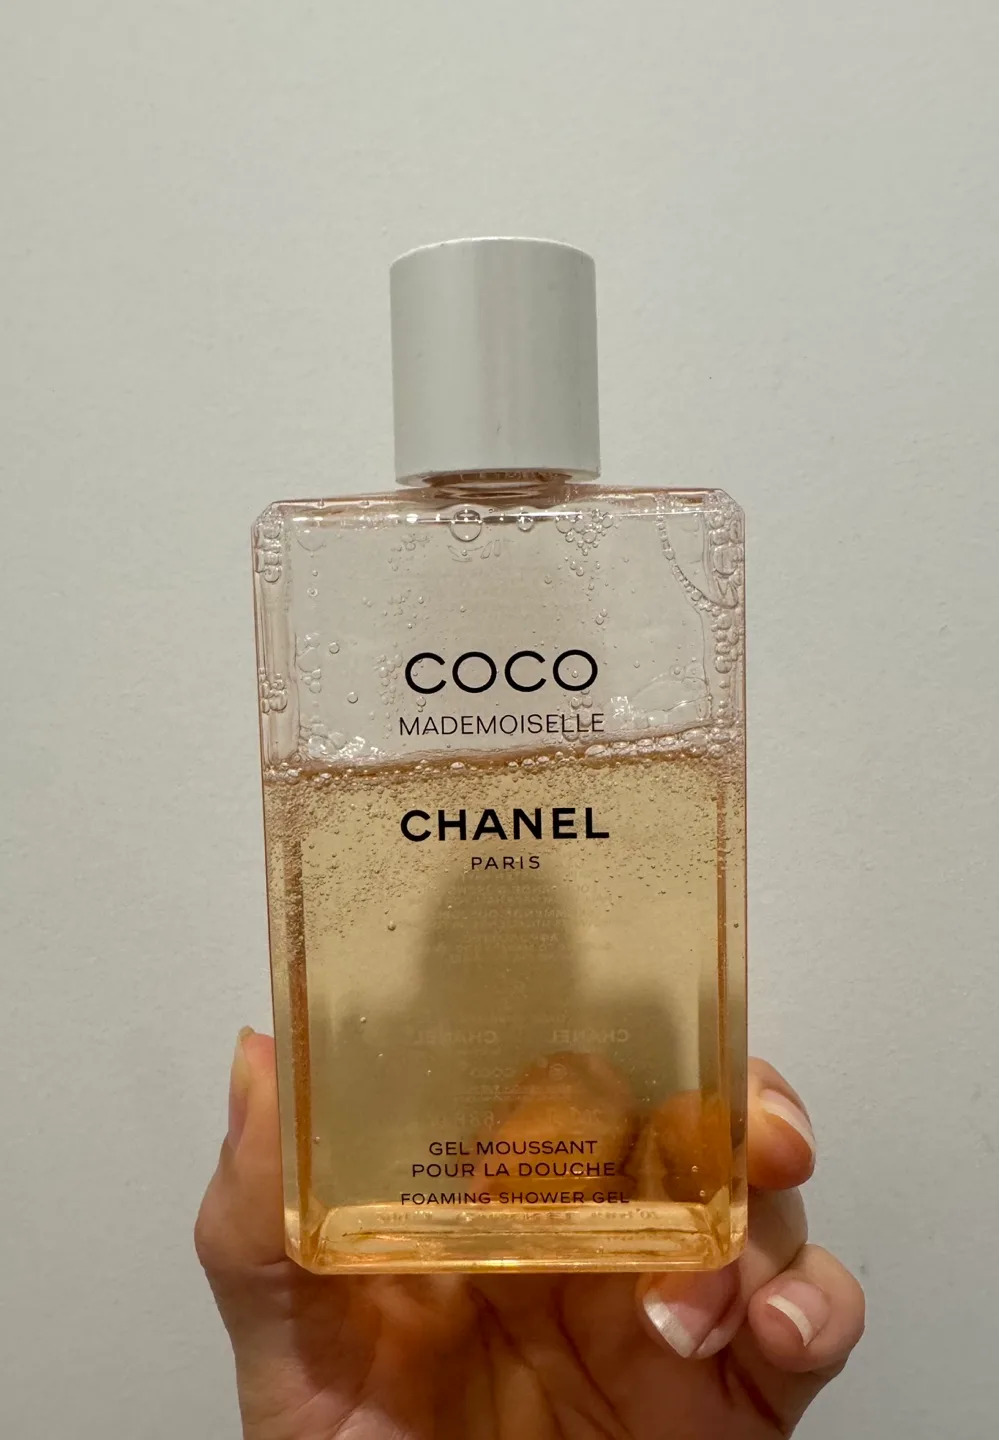 COCO
MADEMOISELLE
CHANEL
PARIS
GEL MOUSSANT
POUR LA DOUCHE
FOAMING SHOWER GEL